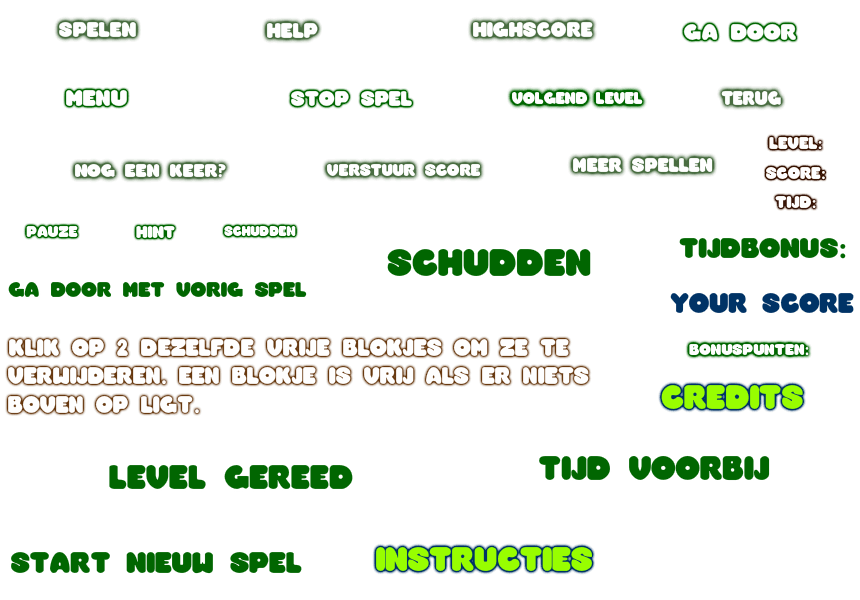 SPELEN
HELP
HIGHSCORE
GA DOOR
MENU
STOP SPEL
VOLGEND LEVEL
TERUG
LEVEL:
NOG EEN KEER?
VERSTUUR SCORE
MEER SPELLEN
SCORE:
TIJD:
PAUZE
HINT
SCHUDDEN
SCHUDDEN
TIJDBONUS:
GA DOOR MET VORIG SPEL
YOUR SCORE
KLIK OP 2 DEZELFDE VRIJE BLOKJES OM ZE TE
VERWIJDEREN. EEN BLOKJE IS VRIJ ALS ER NIETS
BOVEN OP LIGT.
BONUSPUNTEN:
CREDITS
LEVEL GEREED
TIJD VOORBIJ
START NIEUW SPEL
INSTRUCTIES